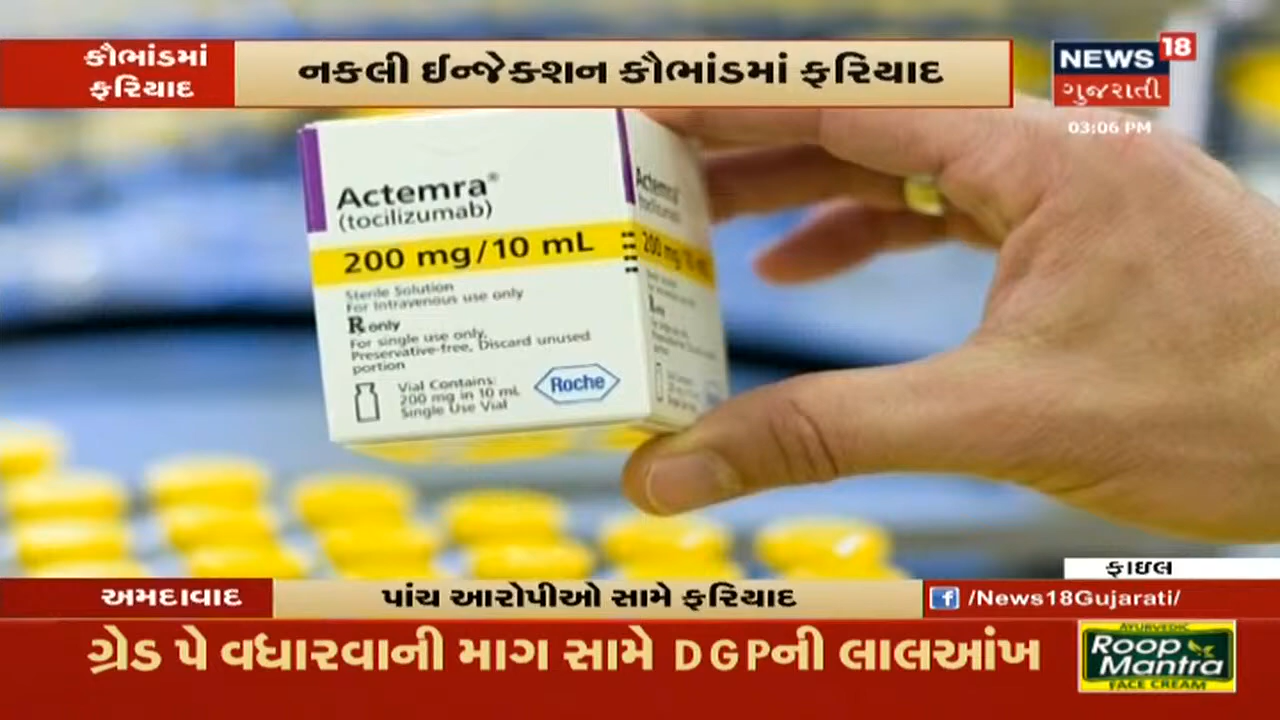 કૌભાંડમાં
ફરિયાદ
નકલી ઈન્જેક્શન કૌભાંડમાં ફરિયાદ
NEWS 18
ગુજરાતી
03:06 PM
Actemra®
(tocilizumab)
200 mg/10 mL
Sterile Solution
For Intravenous use only
R only
For single use only,
Preservative-free, Discard unused
portion
Vial Contains:
200 mg in 10 mL
Single Use Vial
Roche
Actemra
tocilizumab
200 mg/10 mL
ફાઇલ
અમદાવાદ
પાંચ આરોપીઓ સામે ફરિયાદ
/News18Gujarati/
ગ્રેડ પે વધારવાની માગ સામે DGPની લાલઆંખ
AYURVEDIC
Roop
Mantra
FACE CREAM